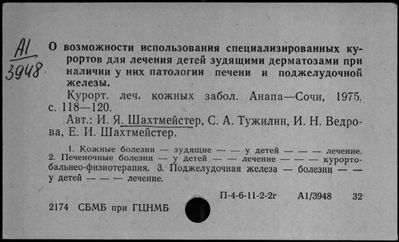 А1
3948
О возможности использования специализированных ку-
рортов для лечения детей зудящими дерматозами при
наличии у них патологии печени и поджелудочной
железы.
Курорт. леч. кожных забол. Анапа—Сочи, 1975,
с. 118—120.
Авт.: И. Я. Шахтмейстер, С. А. Тужилин, И. Н. Ведро-
ва, Е. И. Шахтмейстер.
1. Кожные болезни — зудящие — — у детей — — — лечение.
2. Печеночные болезни — у детей — — лечение — — — курорто-
бальнео-физиотерапия. 3. Поджелудочная железа — болезни — —
у детей — — — лечение.
П-4-6-11-2-2г А1/3948 32
2174 СБМБ при ГЦНМБ